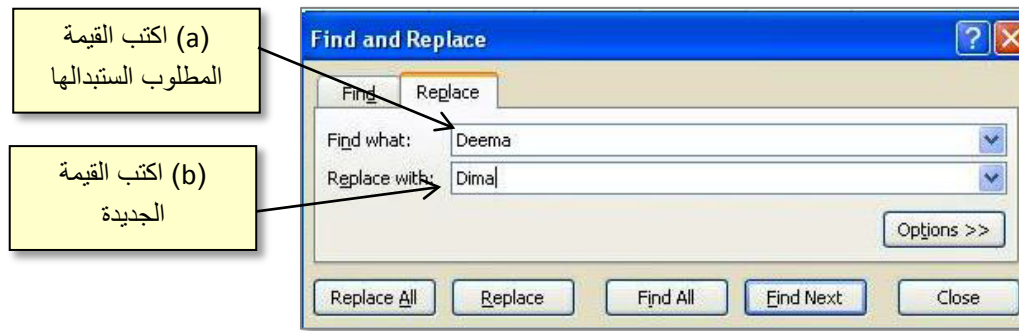 (a) اكتب القيمة
المطلوب الستبدالها
(b) اكتب القيمة
الجديدة
Find and Replace
Find Replace
Find what: Deema
Replace with: Dima
Options >>
Replace All Replace Find All Find Next Close